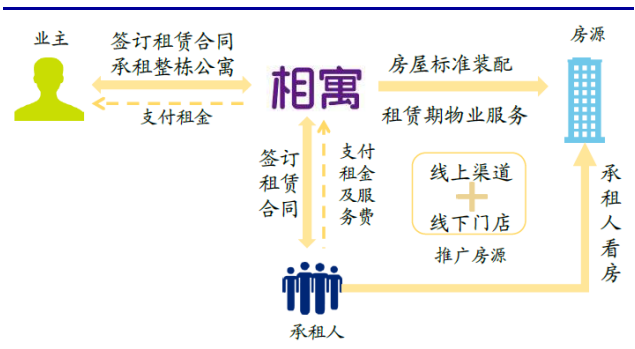 业主
签订租赁合同
承租整栋公寓
支付租金
相寓
房屋标准装配
租赁期物业服务
房源
签订
租赁
合同
支付
租金
及服
务费
线上渠道
线下门店
推广房源
承租人看房
承租人